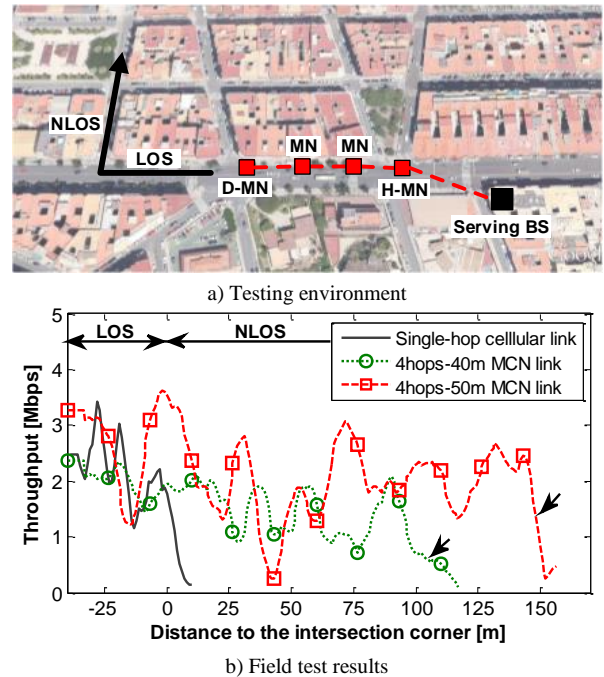 NLOS
LOS
MN
MN
D-MN
H-MN
Serving BS
a) Testing environment
5
4
3
2
1
0
Throughput [Mbps]
LOS
NLOS
Single-hop celllular link
4hops-40m MCN link
4hops-50m MCN link
-25
0
25
50
75
100
125
150
Distance to the intersection corner [m]
b) Field test results